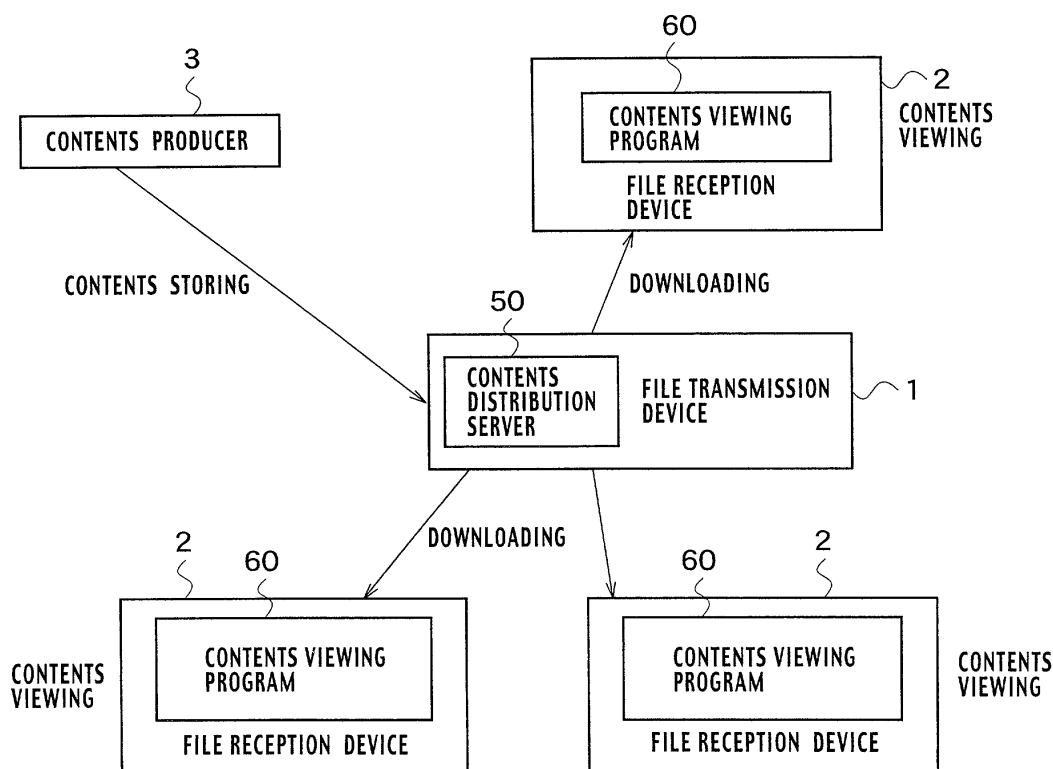 60
3
2
CONTENTS PRODUCER
CONTENTS VIEWING
PROGRAM
CONTENTS
VIEWING
FILE RECEPTION
DEVICE
CONTENTS STORING
DOWNLOADING
50
CONTENTS
DISTRIBUTION
SERVER
FILE TRANSMISSION
DEVICE
1
DOWNLOADING
2
60
CONTENTS VIEWING
PROGRAM
CONTENTS
VIEWING
FILE RECEPTION DEVICE
60
2
CONTENTS VIEWING
PROGRAM
CONTENTS
VIEWING
FILE RECEPTION DEVICE